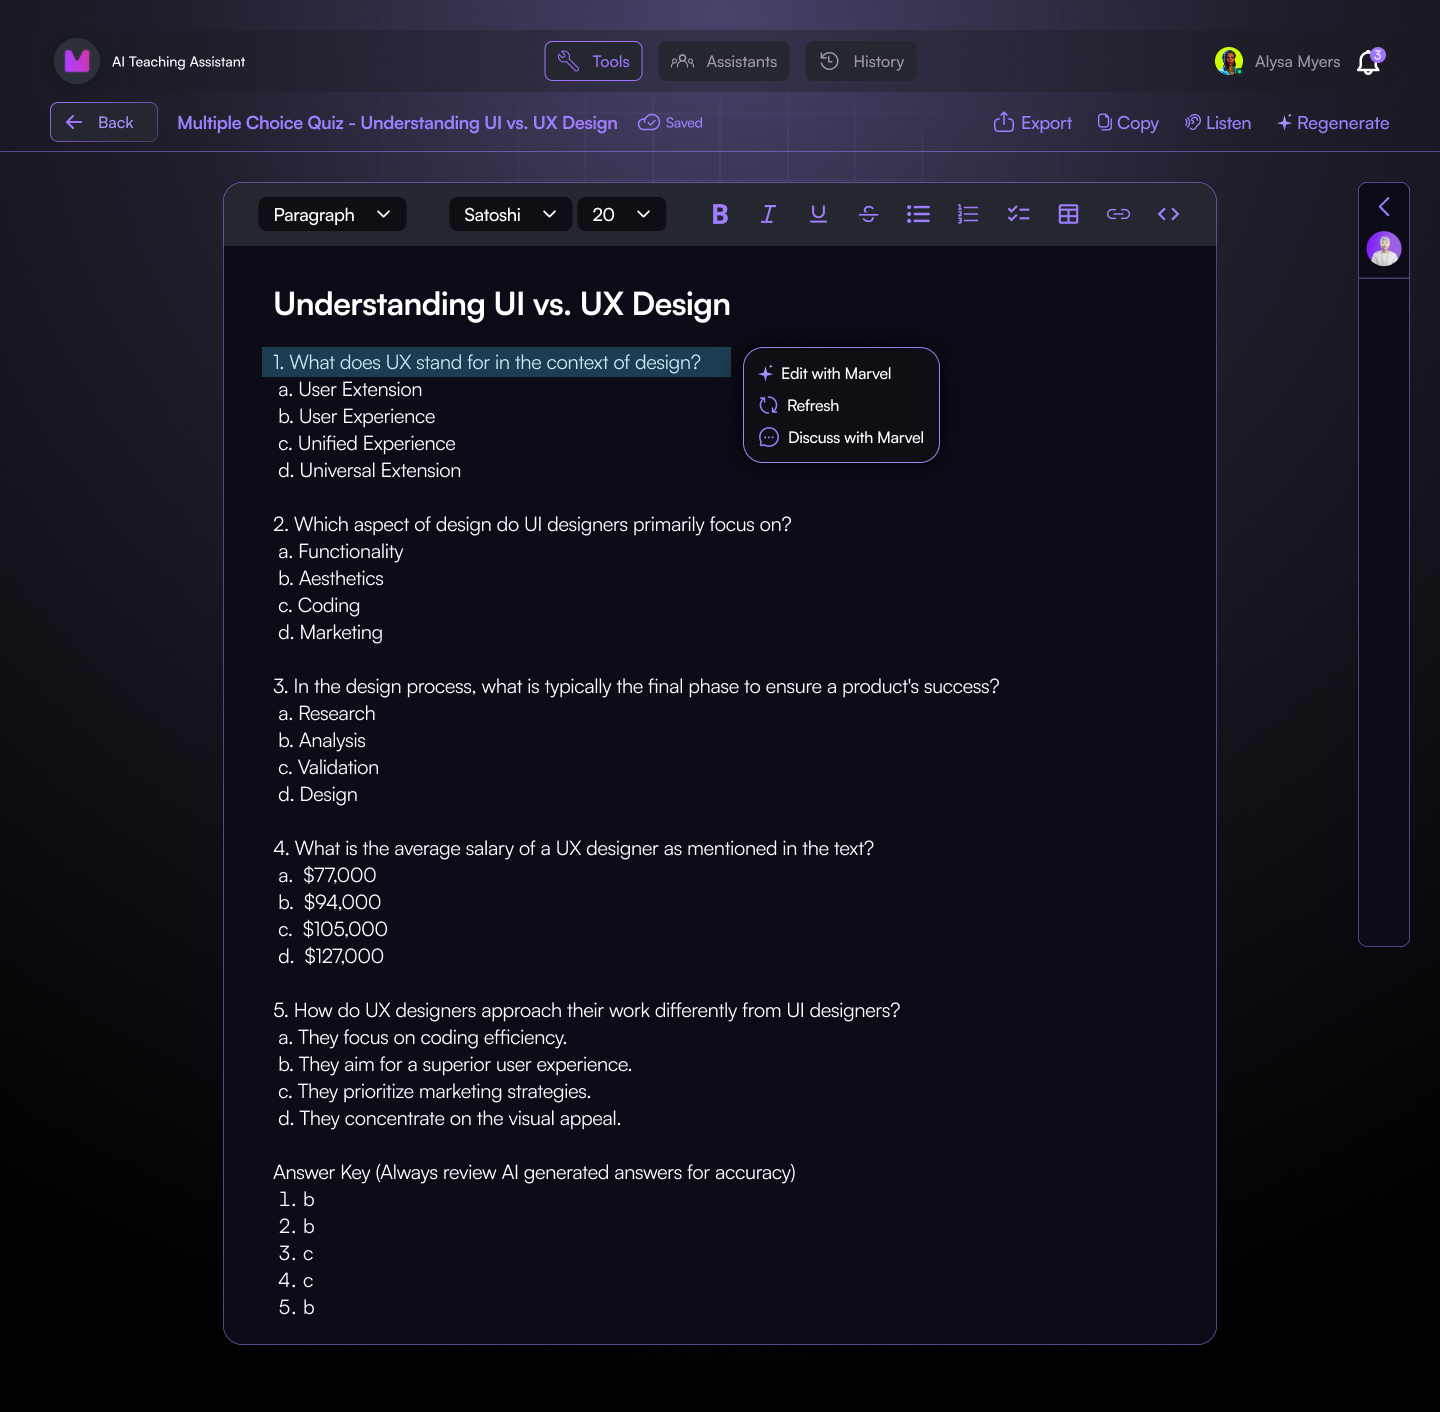 AI Teaching Assistant
Tools
Assistants
History
Alysa Myers
3
Back
Multiple Choice Quiz - Understanding UI vs. UX Design
Saved
Export
Copy
Listen
Regenerate
Paragraph
Satoshi
20
Understanding UI vs. UX Design
1. What does UX stand for in the context of design?
a. User Extension
b. User Experience
c. Unified Experience
d. Universal Extension
Edit with Marvel
Refresh
Discuss with Marvel
2. Which aspect of design do UI designers primarily focus on?
a. Functionality
b. Aesthetics
c. Coding
d. Marketing
3. In the design process, what is typically the final phase to ensure a product's success?
a. Research
b. Analysis
c. Validation
d. Design
4. What is the average salary of a UX designer as mentioned in the text?
a. $77,000
b. $94,000
c. $105,000
d. $127,000
5. How do UX designers approach their work differently from UI designers?
a. They focus on coding efficiency.
b. They aim for a superior user experience.
c. They prioritize marketing strategies.
d. They concentrate on the visual appeal.
Answer Key (Always review AI generated answers for accuracy)
1. b
2. b
3. c
4. c
5. b